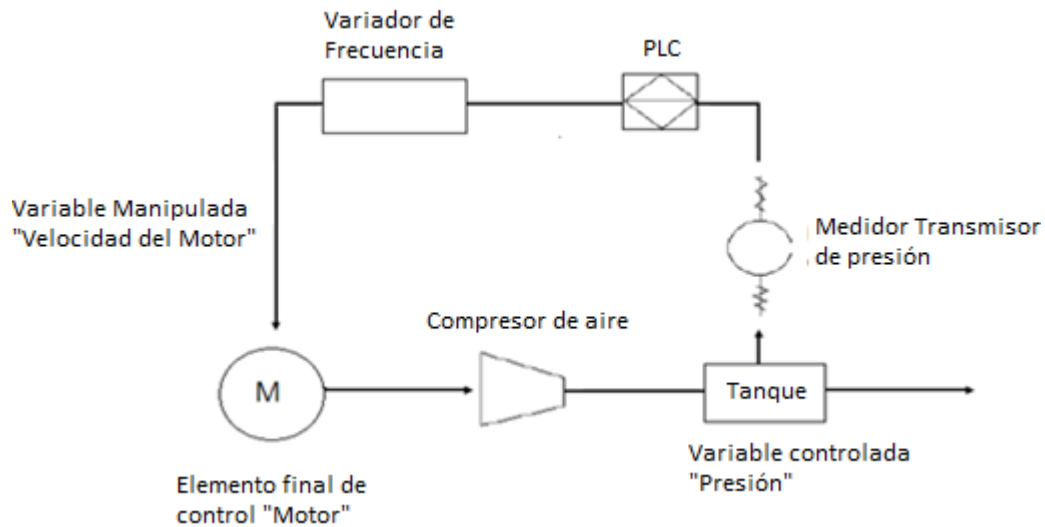 Variador de
Frecuencia
PLC
Variable Manipulada
"Velocidad del Motor"
Medidor Transmisor
de presión
Compresor de aire
M
Tanque
Variable controlada
"Presión"
Elemento final de
control "Motor"